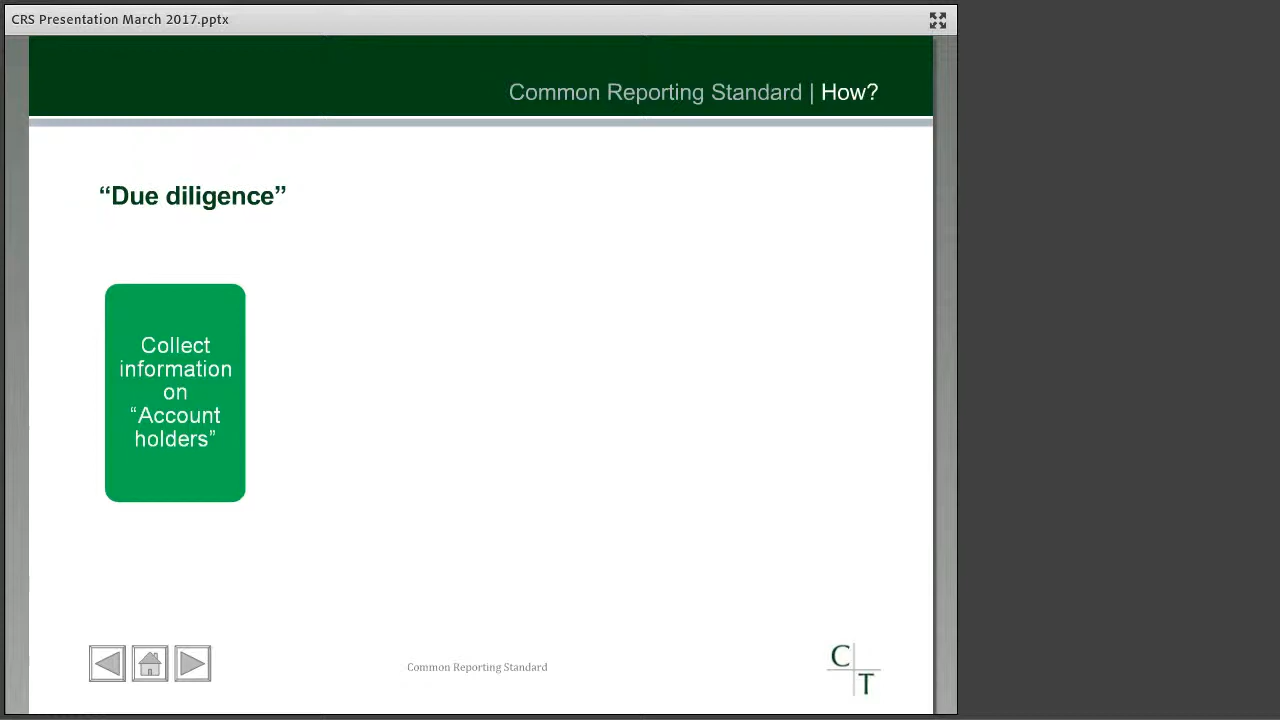 CRS Presentation March 2017.pptx
Common Reporting Standard | How?
“Due diligence”
Collect
information
on
“Account
holders”
Common Reporting Standard
C
T